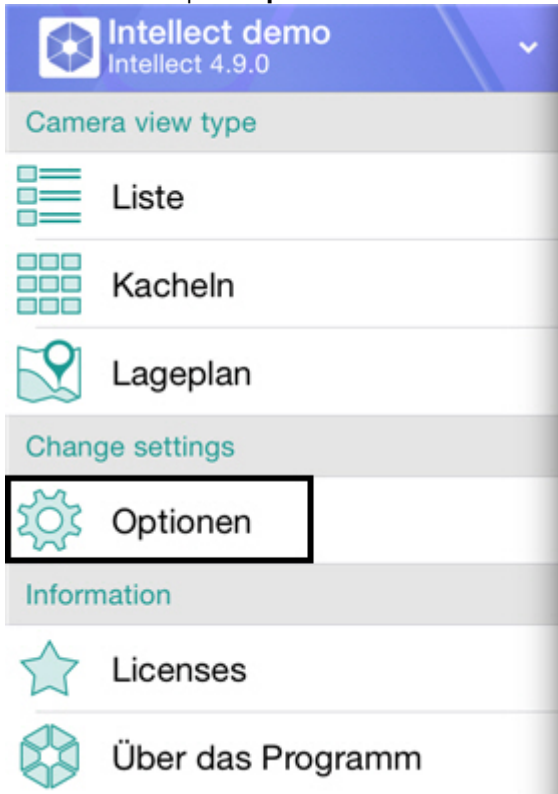 Intellect demo
Intellect 4.9.0
Camera view type
Liste
Kacheln
Lageplan
Change settings
Optionen
Information
Licenses
Über das Programm